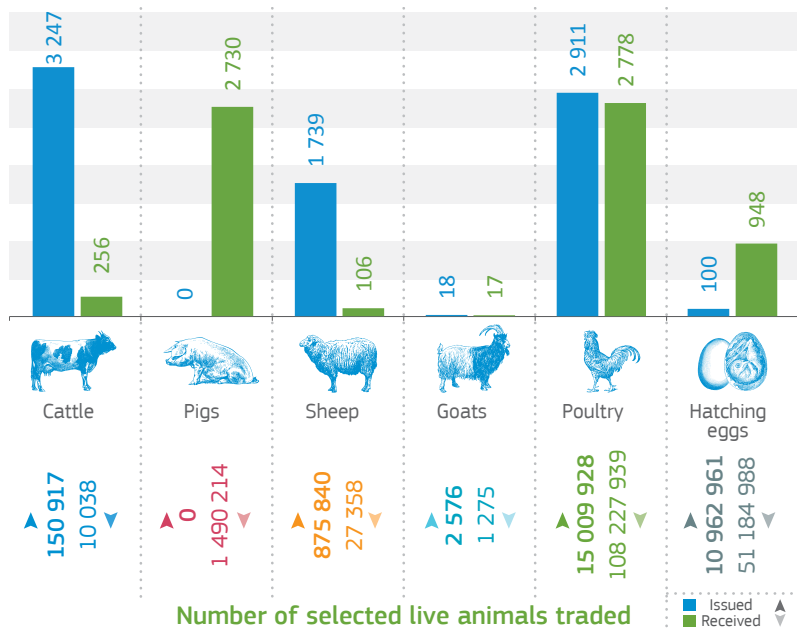 3 247
256
0
2 730
1 739
106
18
17
2 911
2 778
100
948
Cattle
Pigs
Sheep
Goats
Poultry
Hatching
eggs
150 917
10 038
0
1 490 214
875 840
27 358
2 576
1 275
15 009 928
108 227 939
10 962 961
51 184 988
Number of selected live animals traded
Issued
Received